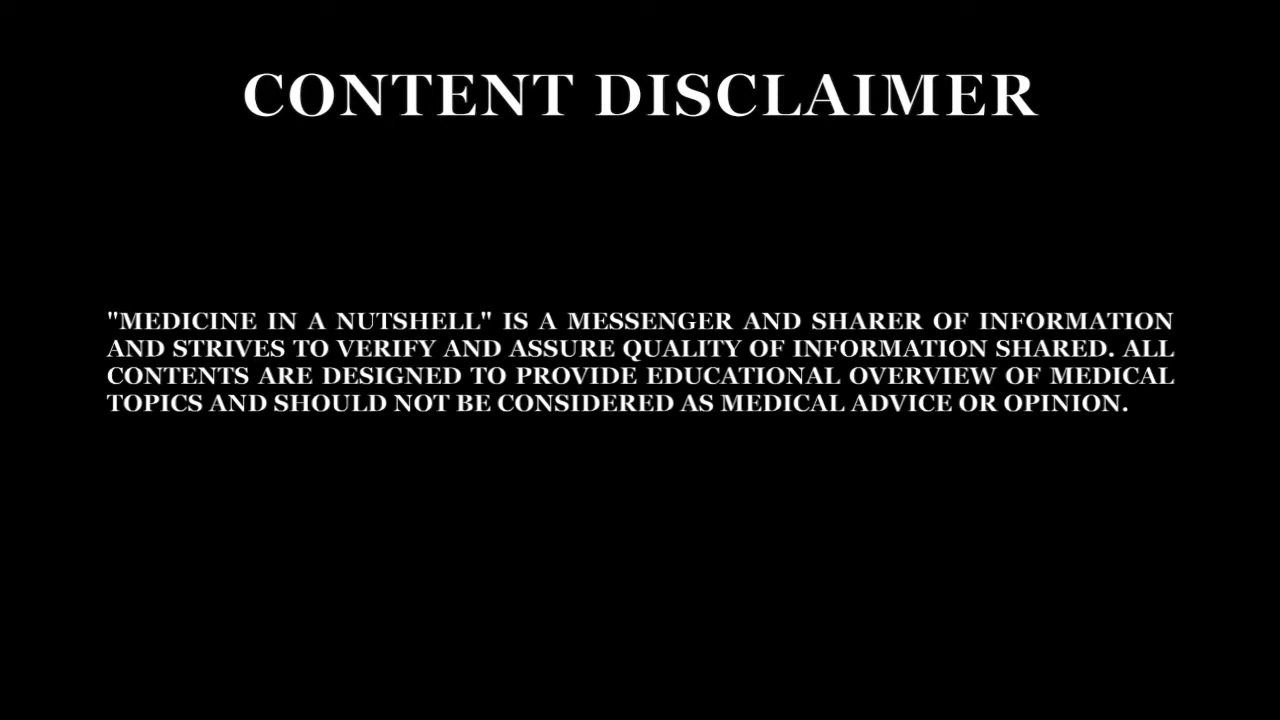 CONTENT DISCLAIMER
"MEDICINE IN A NUTSHELL" IS A MESSENGER AND SHARER OF INFORMATION
AND STRIVES TO VERIFY AND ASSURE QUALITY OF INFORMATION SHARED. ALL
CONTENTS ARE DESIGNED TO PROVIDE EDUCATIONAL OVERVIEW OF MEDICAL
TOPICS AND SHOULD NOT BE CONSIDERED AS MEDICAL ADVICE OR OPINION.